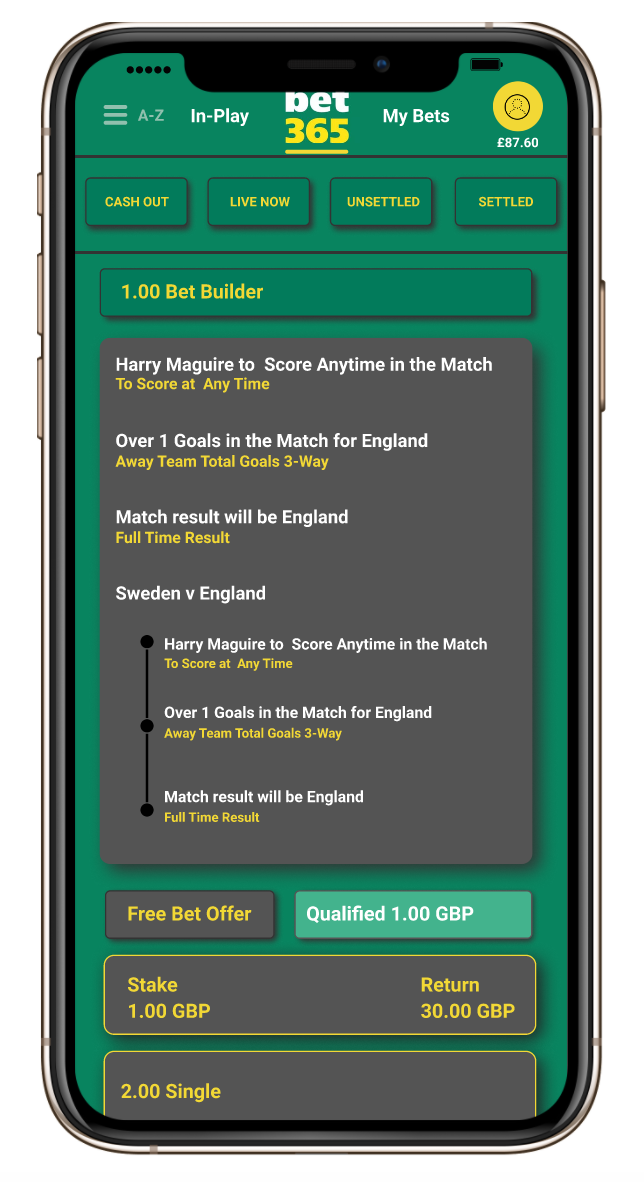 A-Z In-Play bet My Bets
365
£87.60
CASH OUT LIVE NOW UNSETTLED SETTLED
1.00 Bet Builder
Harry Maguire to Score Anytime in the Match
To Score at Any Time
Over 1 Goals in the Match for England
Away Team Total Goals 3-Way
Match result will be England
Full Time Result
Sweden v England
Harry Maguire to Score Anytime in the Match
To Score at Any Time
Over 1 Goals in the Match for England
Away Team Total Goals 3-Way
Match result will be England
Full Time Result
Free Bet Offer Qualified 1.00 GBP
Stake Return
1.00 GBP 30.00 GBP
2.00 Single